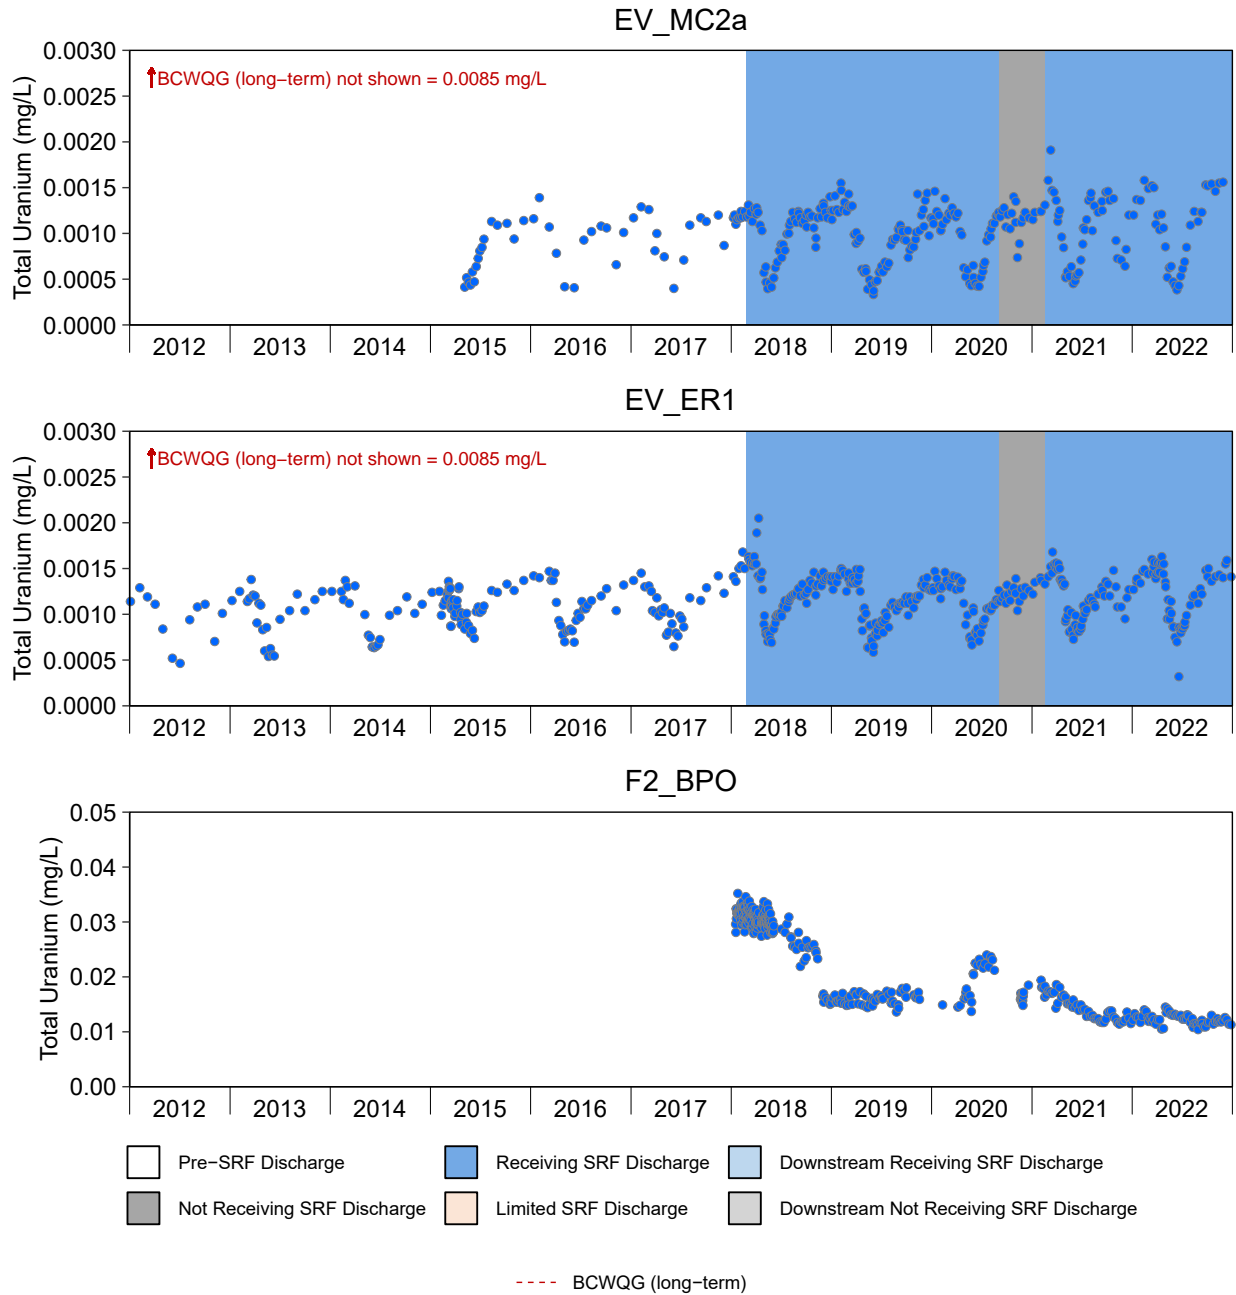 EV_MC2a
Total Uranium (mg/L)
0.0030
0.0025
0.0020
0.0015
0.0010
0.0005
0.0000
BCWQG (long−term) not shown = 0.0085 mg/L
2012 2013 2014 2015 2016 2017 2018 2019 2020 2021 2022
EV_ER1
Total Uranium (mg/L)
0.0030
0.0025
0.0020
0.0015
0.0010
0.0005
0.0000
BCWQG (long−term) not shown = 0.0085 mg/L
2012 2013 2014 2015 2016 2017 2018 2019 2020 2021 2022
F2_BPO
Total Uranium (mg/L)
0.05
0.04
0.03
0.02
0.01
0.00
2012 2013 2014 2015 2016 2017 2018 2019 2020 2021 2022
Pre−SRF Discharge Receiving SRF Discharge Downstream Receiving SRF Discharge
Not Receiving SRF Discharge Limited SRF Discharge Downstream Not Receiving SRF Discharge
BCWQG (long−term)